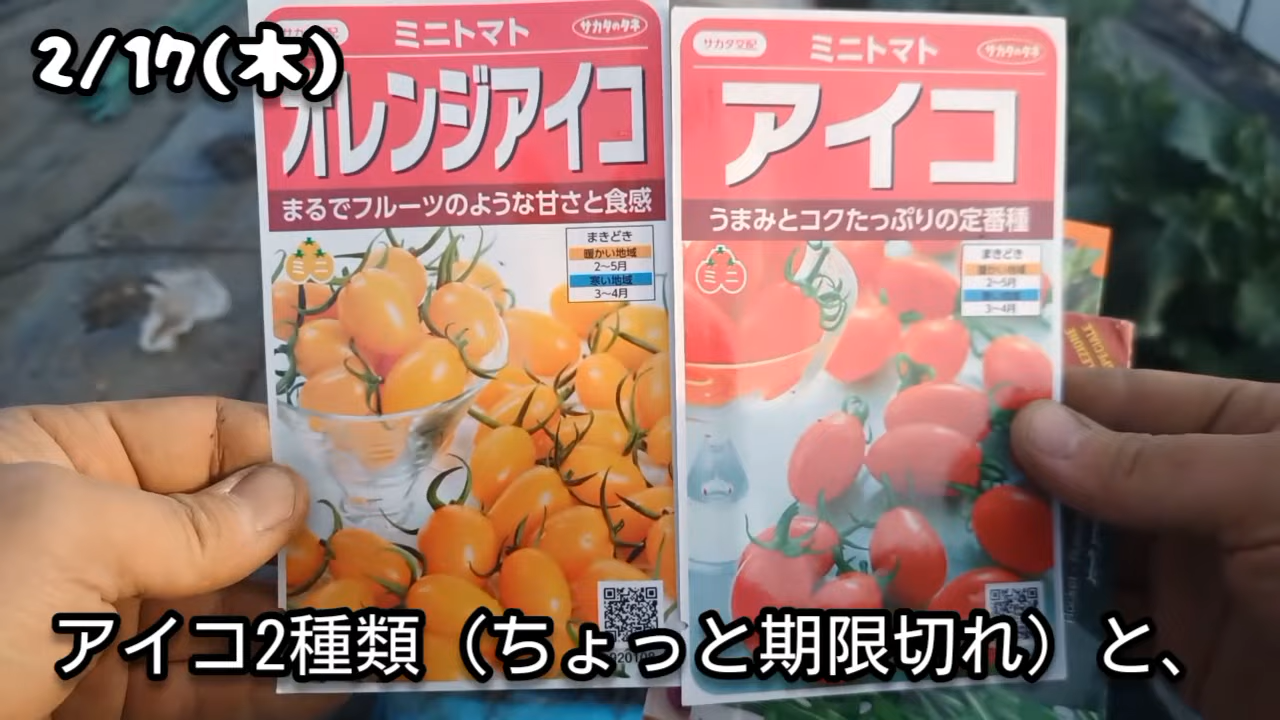 2/17(木)
サカタ交配
ミニトマト
サカタのタネ
オレンジアイコ
まるでフルーツのような甘さと食感
ミニ
まきどき
暖かい地域
2〜5月
寒い地域
3〜4月
サカタ交配
ミニトマト
サカタのタネ
アイコ
うまみとコクたっぷりの定番種
ミニ
まきどき
暖かい地域
2〜5月
寒い地域
3〜4月
SPECIALE
アイコ2種類（ちょっと期限切れ）と、